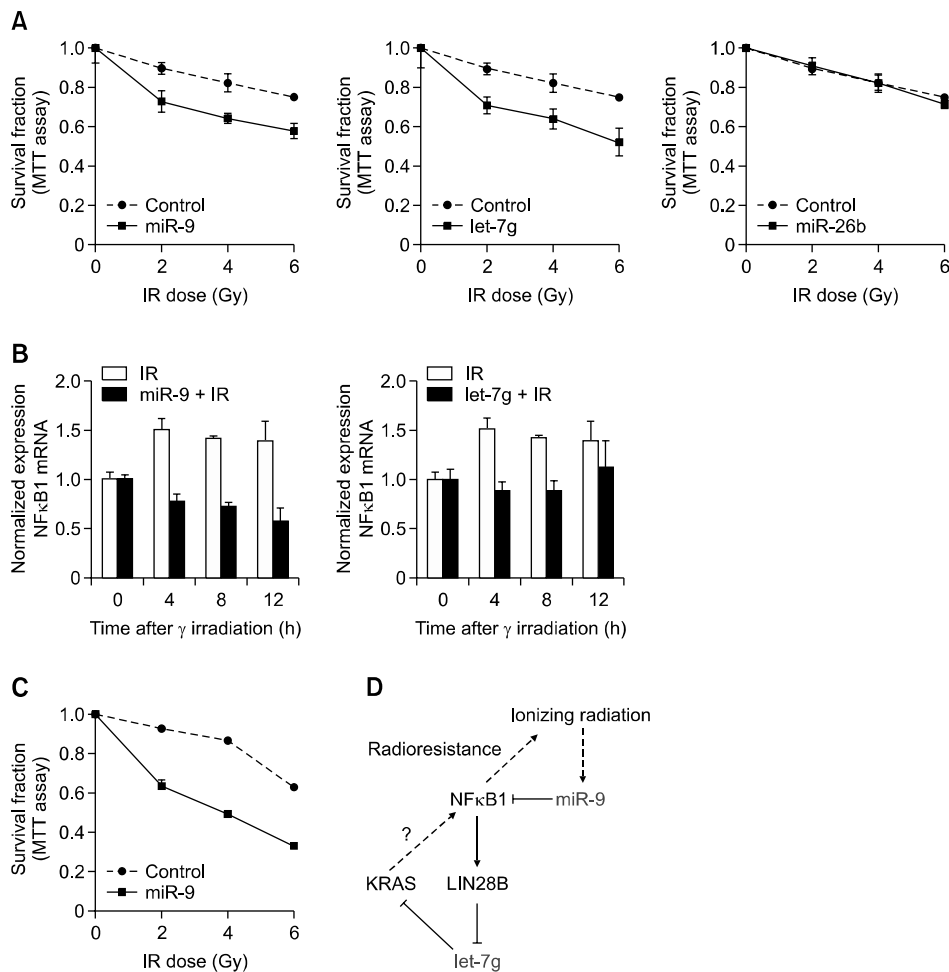 A
1.0
0.8
0.6
0.4
0.2
0
Survival fraction
(MTT assay)
Control
miR-9
0 2 4 6
IR dose (Gy)
1.0
0.8
0.6
0.4
0.2
0
Survival fraction
(MTT assay)
Control
let-7g
0 2 4 6
IR dose (Gy)
1.0
0.8
0.6
0.4
0.2
0
Survival fraction
(MTT assay)
Control
miR-26b
0 2 4 6
IR dose (Gy)
B
IR
miR-9 + IR
2.0
1.5
1.0
0.5
0
Normalized expression
NFκB1 mRNA
0 4 8 12
Time after γ irradiation (h)
IR
let-7g + IR
2.0
1.5
1.0
0.5
0
Normalized expression
NFκB1 mRNA
0 4 8 12
Time after γ irradiation (h)
C
1.0
0.8
0.6
0.4
0.2
0
Survival fraction
(MTT assay)
Control
miR-9
0 2 4 6
IR dose (Gy)
D
Ionizing radiation
Radioresistance
NFκB1 miR-9
?
KRAS LIN28B
let-7g